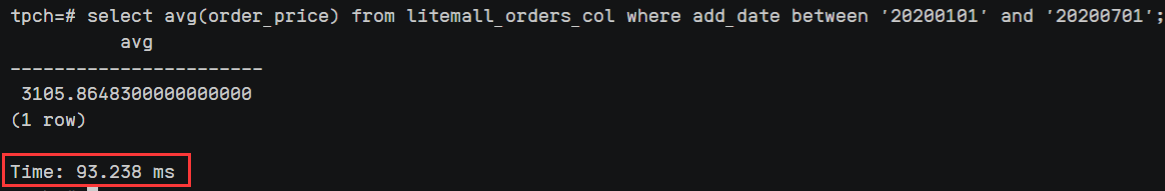 tpch=# select avg(order_price) from litemall_orders_col where add_date between '20200101' and '20200701';
avg
-----------------------
3105.8648300000000000
(1 row)
Time: 93.238 ms